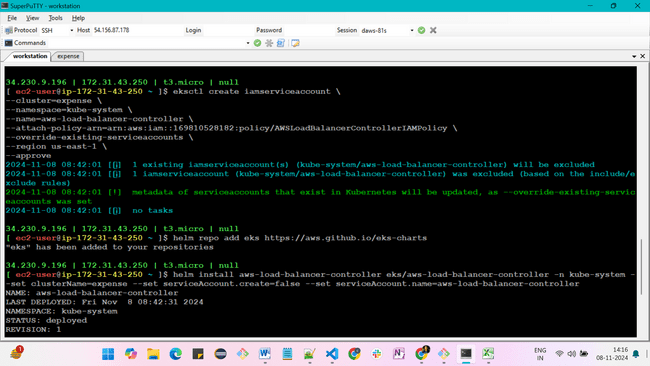 SuperPuTTY - workstation
File View Tools Help
Protocol SSH Host 54.156.87.178 Login Password Session daws-81s
Commands
workstation expense
34.230.9.196 | 172.31.43.250 | t3.micro | null
[ ec2-user@ip-172-31-43-250 ~ ]$ eksctl create iamserviceaccount \
--cluster=expense \
--namespace=kube-system \
--name=aws-load-balancer-controller \
--attach-policy-arn=arn:aws:iam::169810528182:policy/AWSLoadBalancerControllerIAMPolicy \
--override-existing-serviceaccounts \
--region us-east-1 \
--approve
2024-11-08 08:42:01 [ℹ] 1 existing iamserviceaccount(s) (kube-system/aws-load-balancer-controller) will be excluded
2024-11-08 08:42:01 [ℹ] 1 iamserviceaccount (kube-system/aws-load-balancer-controller) was excluded (based on the include/e
xclude rules)
2024-11-08 08:42:01 [!] metadata of serviceaccounts that exist in Kubernetes will be updated, as --override-existing-servic
eaccounts was set
2024-11-08 08:42:01 [ℹ] no tasks
34.230.9.196 | 172.31.43.250 | t3.micro | null
[ ec2-user@ip-172-31-43-250 ~ ]$ helm repo add eks https://aws.github.io/eks-charts
"eks" has been added to your repositories
34.230.9.196 | 172.31.43.250 | t3.micro | null
[ ec2-user@ip-172-31-43-250 ~ ]$ helm install aws-load-balancer-controller eks/aws-load-balancer-controller -n kube-system -
-set clusterName=expense --set serviceAccount.create=false --set serviceAccount.name=aws-load-balancer-controller
NAME: aws-load-balancer-controller
LAST DEPLOYED: Fri Nov  8 08:42:31 2024
NAMESPACE: kube-system
STATUS: deployed
REVISION: 1
ENG
IN
14:16
08-11-2024